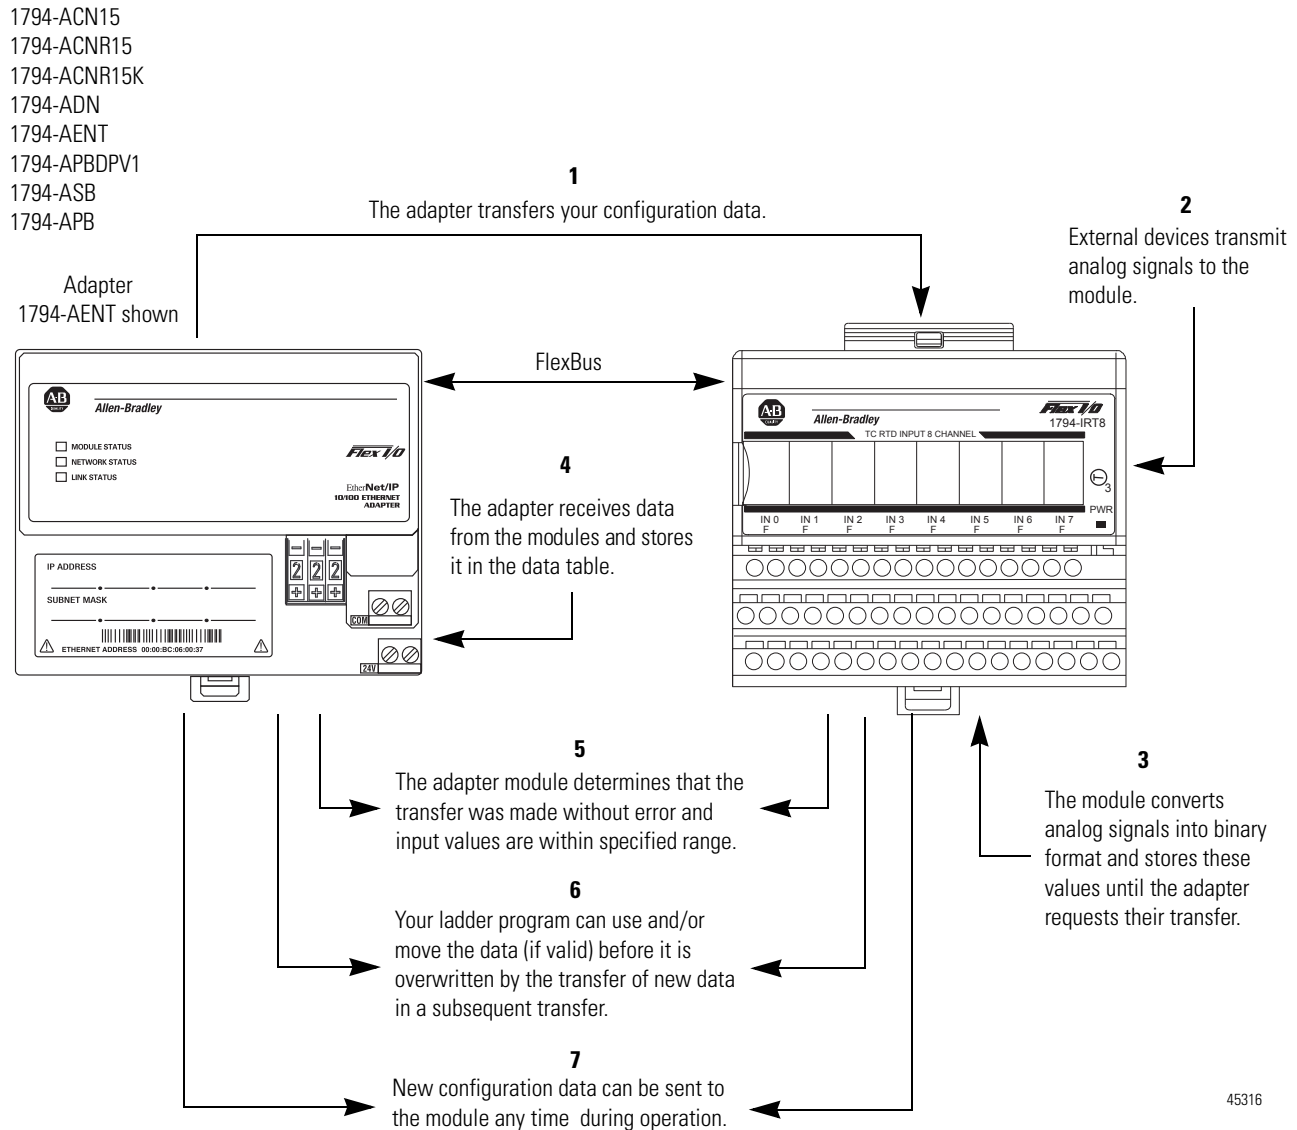 1794-ACN15
1794-ACNR15
1794-ACNR15K
1794-ADN
1794-AENT
1794-APBDPV1
1794-ASB
1794-APB
1
The adapter transfers your configuration data.
2
External devices transmit
analog signals to the
module.
Adapter
1794-AENT shown
FlexBus
A·B
QUALITY
Allen-Bradley
MODULE STATUS
NETWORK STATUS
LINK STATUS
Flex I/O
EtherNet/IP
10/100 ETHERNET
ADAPTER
IP ADDRESS
SUBNET MASK
ETHERNET ADDRESS 00:00:BC:06:00:37
2 2 2
COM
24V
4
The adapter receives data
from the modules and stores
it in the data table.
A·B
QUALITY
Allen-Bradley
Flex I/O
1794-IRT8
TC RTD INPUT 8 CHANNEL
3
PWR
IN 0 IN 1 IN 2 IN 3 IN 4 IN 5 IN 6 IN 7
F F F F F F F F
5
The adapter module determines that the
transfer was made without error and
input values are within specified range.
3
The module converts
analog signals into binary
format and stores these
values until the adapter
requests their transfer.
6
Your ladder program can use and/or
move the data (if valid) before it is
overwritten by the transfer of new data
in a subsequent transfer.
7
New configuration data can be sent to
the module any time during operation.
45316